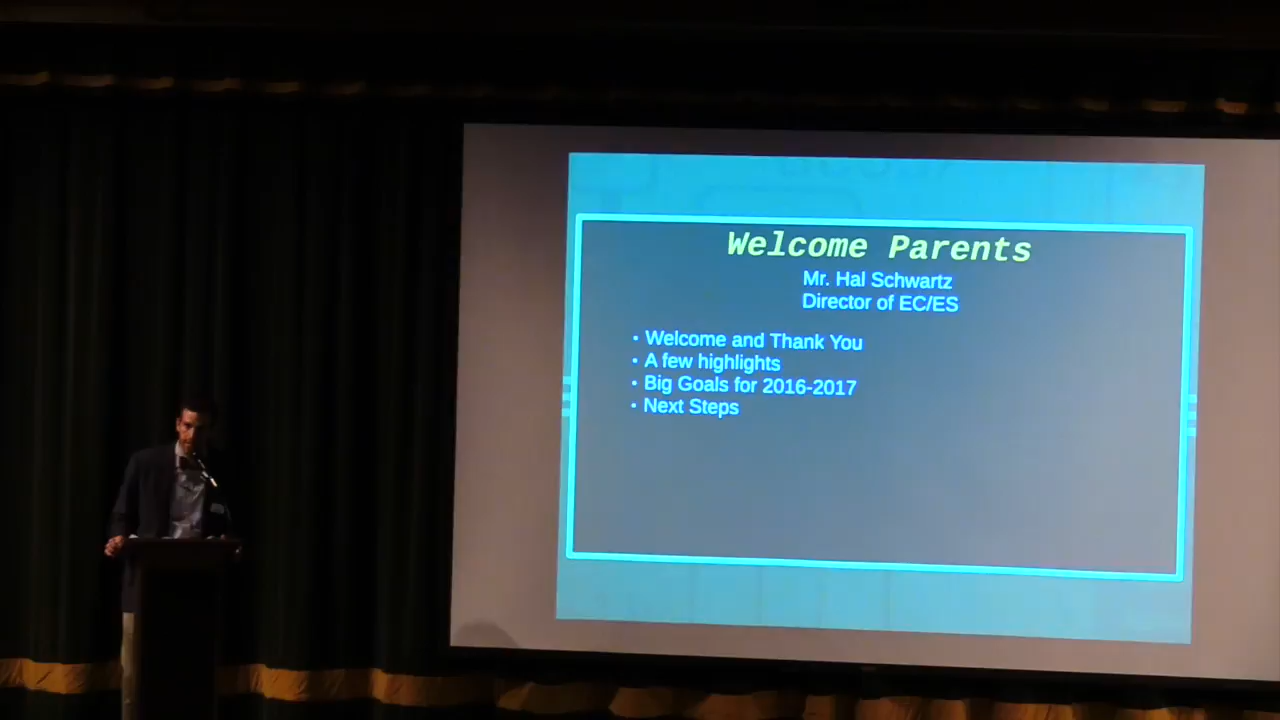 Welcome Parents
Mr. Hal Schwartz
Director of EC/ES
• Welcome and Thank You
• A few highlights
• Big Goals for 2016-2017
• Next Steps